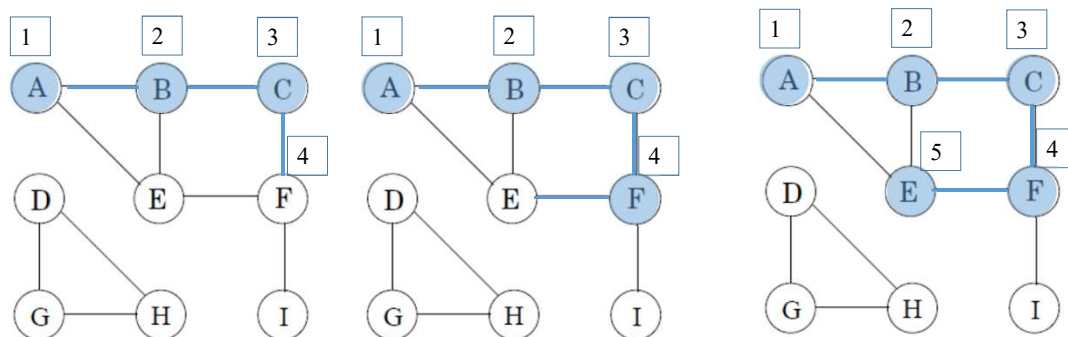 1 2 3 1 2 3 1 2 3
A B C A B C A B C
4 4 5 4
D E F D E F D E F
G H I G H I G H I